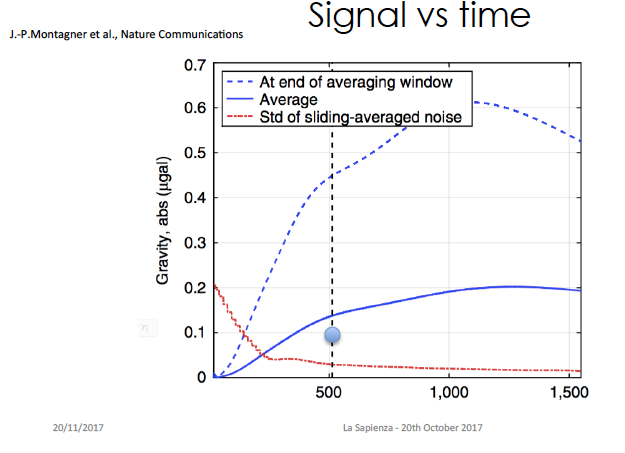 Signal vs time
J.-P.Montagner et al., Nature Communications
0.7
0.6
0.5
0.4
0.3
0.2
0.1
0
Gravity, abs (µgal)
At end of averaging window
Average
Std of sliding-averaged noise
500
1,000
1,500
20/11/2017
La Sapienza - 20th October 2017